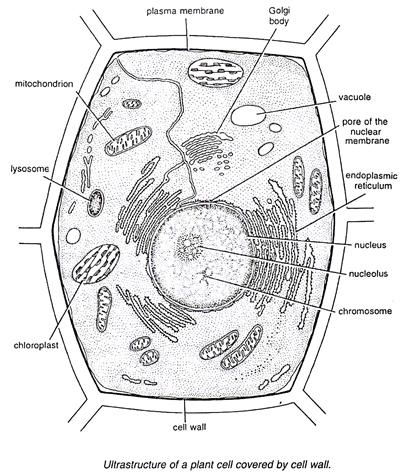 plasma membrane
Golgi
body
mitochondrion
vacuole
pore of the
nuclear
membrane
lysosome
endoplasmic
reticulum
nucleus
nucleolus
chromosome
chloroplast
cell wall
Ultrastructure of a plant cell covered by cell wall.